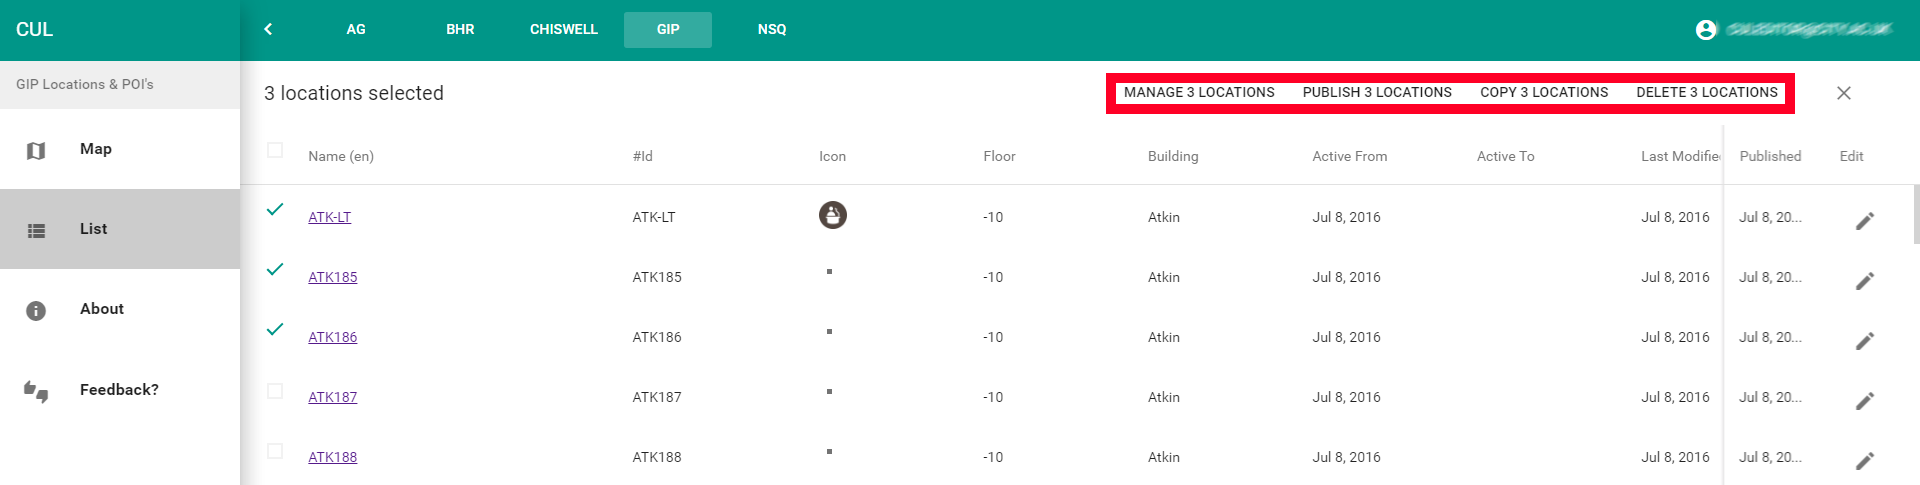 CUL
AG BHR CHISWELL GIP NSQ
GIP Locations & POI's
3 locations selected
MANAGE 3 LOCATIONS PUBLISH 3 LOCATIONS COPY 3 LOCATIONS DELETE 3 LOCATIONS
Map
List
About
Feedback?
Name (en) #Id Icon Floor Building Active From Active To Last Modifie Published Edit
ATK-LT ATK-LT -10 Atkin Jul 8, 2016 Jul 8, 2016 Jul 8, 20...
ATK185 ATK185 -10 Atkin Jul 8, 2016 Jul 8, 2016 Jul 8, 20...
ATK186 ATK186 -10 Atkin Jul 8, 2016 Jul 8, 2016 Jul 8, 20...
ATK187 ATK187 -10 Atkin Jul 8, 2016 Jul 8, 2016 Jul 8, 20...
ATK188 ATK188 -10 Atkin Jul 8, 2016 Jul 8, 2016 Jul 8, 20...